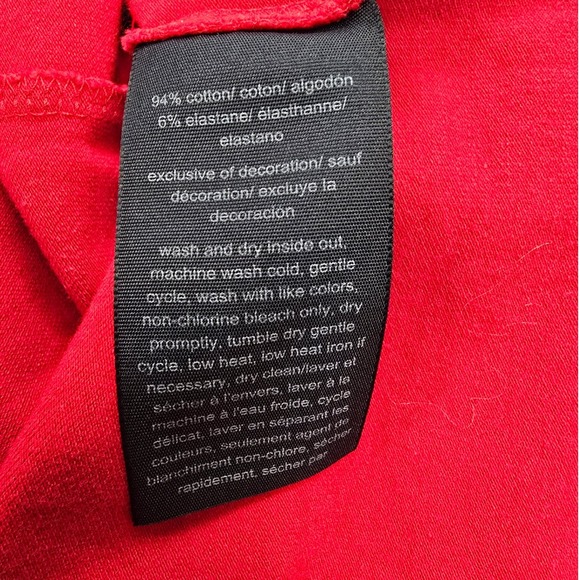 94% cotton/ coton/ algodón
6% elastane/ élasthanne/
elastano
exclusive of decoration/ sauf
décoration/ excluye la
decoración
wash and dry inside out,
machine wash cold, gentle
cycle, wash with like colors,
non-chlorine bleach only, dry
promptly, tumble dry gentle
cycle, low heat, low heat iron if
necessary, dry clean/laver et
sécher à l'envers, laver à la
machine à l'eau froide, cycle
délicat, laver en séparant les
couleurs, seulement agent de
blanchiment non-chlore, sécher
rapidement, sécher par